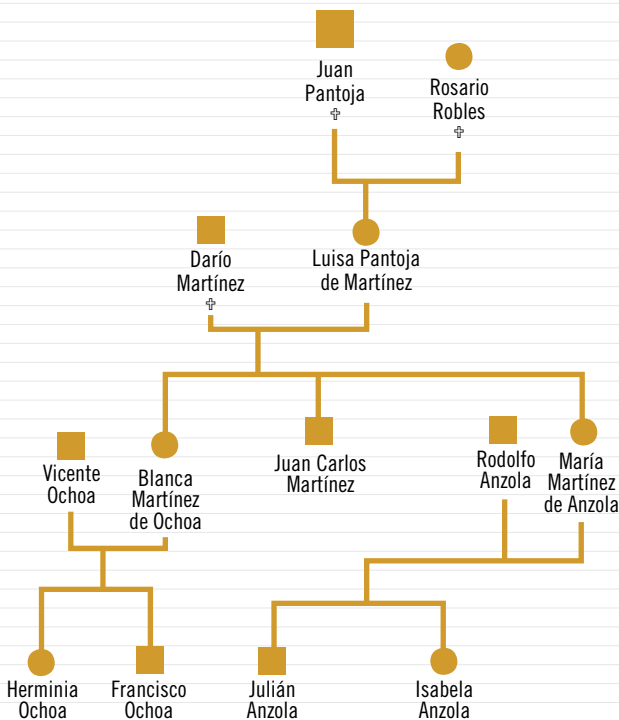 Juan
Pantoja
✞
Rosario
Robles
✞
Darío
Martínez
✞
Luisa Pantoja
de Martínez
Vicente
Ochoa
Blanca
Martínez
de Ochoa
Juan Carlos
Martínez
Rodolfo
Anzola
María
Martínez
de Anzola
Herminia
Ochoa
Francisco
Ochoa
Julián
Anzola
Isabela
Anzola